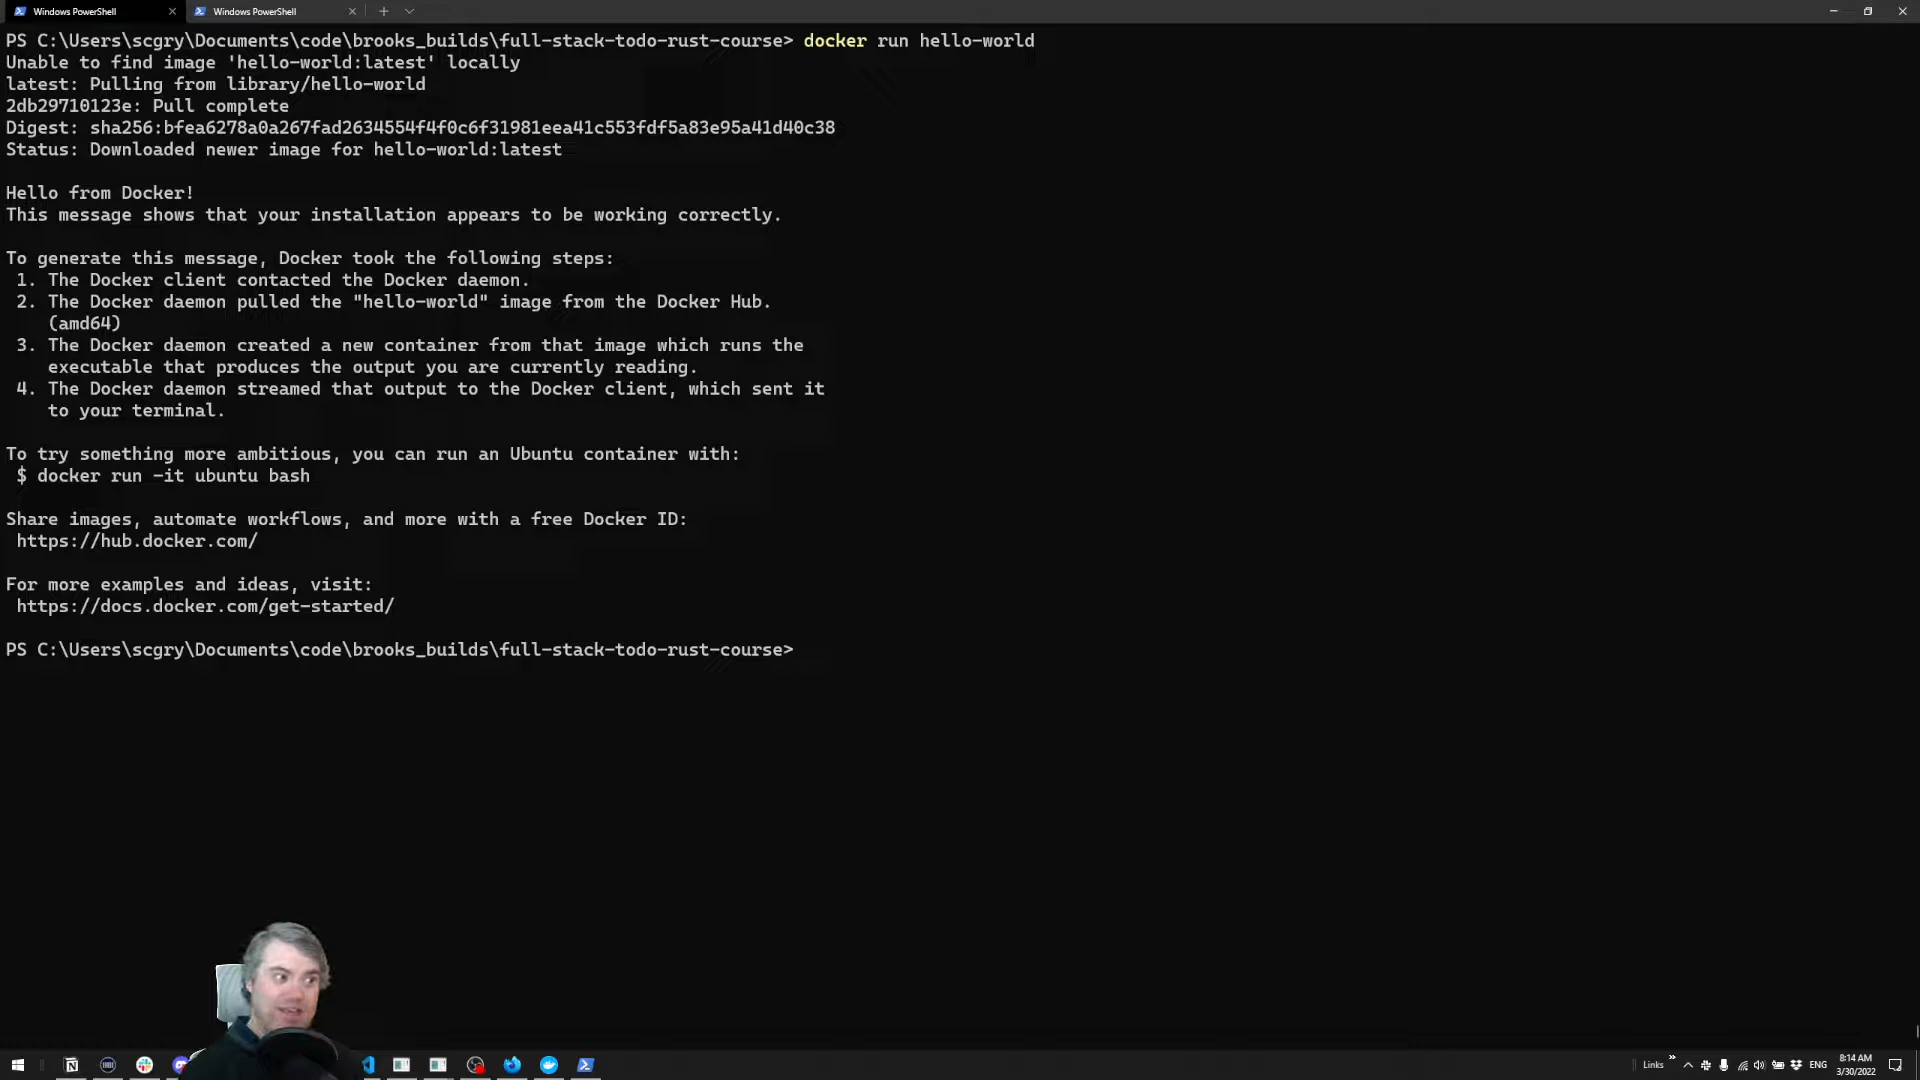 Windows PowerShell
Windows PowerShell
PS C:\Users\scgry\Documents\code\brooks_builds\full-stack-todo-rust-course> docker run hello-world
Unable to find image 'hello-world:latest' locally
latest: Pulling from library/hello-world
2db29710123e: Pull complete
Digest: sha256:bfea6278a0a267fad2634554f4f0c6f31981eea41c553fdf5a83e95a41d40c38
Status: Downloaded newer image for hello-world:latest
Hello from Docker!
This message shows that your installation appears to be working correctly.
To generate this message, Docker took the following steps:
1. The Docker client contacted the Docker daemon.
2. The Docker daemon pulled the "hello-world" image from the Docker Hub.
(amd64)
3. The Docker daemon created a new container from that image which runs the
executable that produces the output you are currently reading.
4. The Docker daemon streamed that output to the Docker client, which sent it
to your terminal.
To try something more ambitious, you can run an Ubuntu container with:
$ docker run -it ubuntu bash
Share images, automate workflows, and more with a free Docker ID:
https://hub.docker.com/
For more examples and ideas, visit:
https://docs.docker.com/get-started/
PS C:\Users\scgry\Documents\code\brooks_builds\full-stack-todo-rust-course>
Links
ENG
8:14 AM
3/30/2022